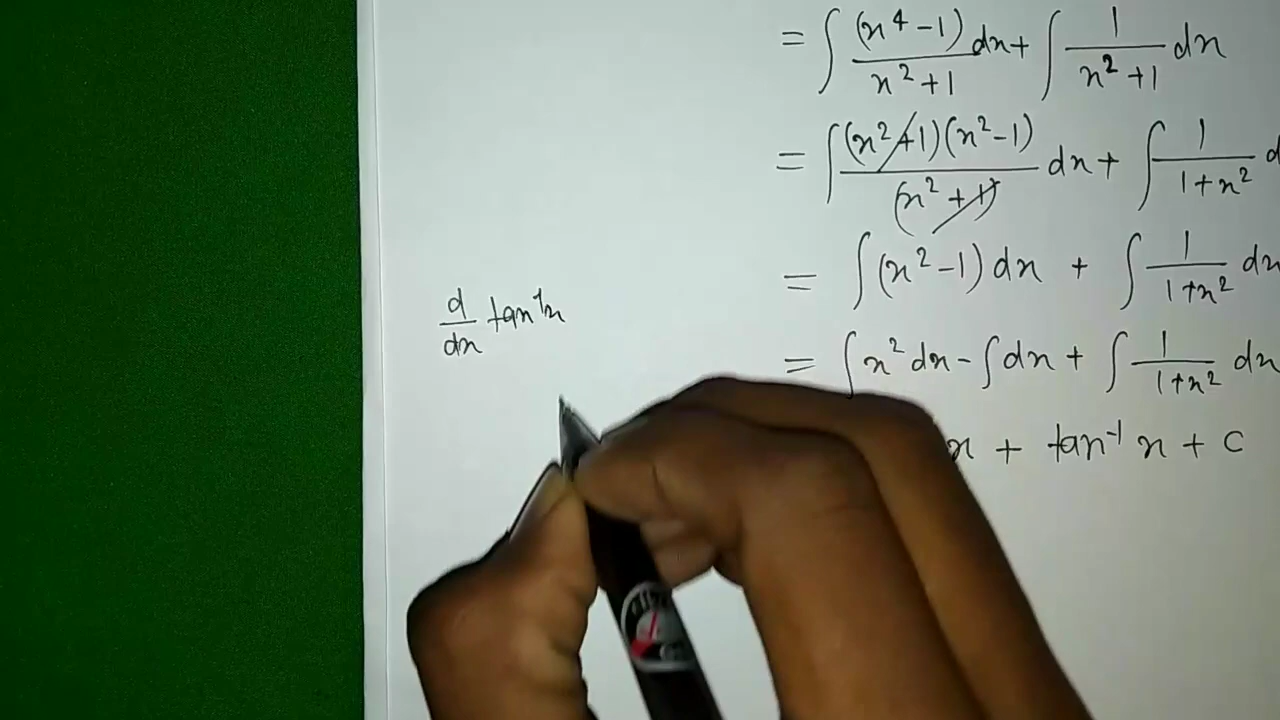 = ∫ (x⁴-1)/(x²+1) dx + ∫ 1/(x²+1) dx
= ∫ (x²+1)(x²-1)/(x²+1) dx + ∫ 1/(1+x²) d
= ∫ (x²-1) dx + ∫ 1/(1+x²) dx
d/dx tan⁻¹x
= ∫ x² dx - ∫ dx + ∫ 1/(1+x²) dx
x + tan⁻¹ x + c